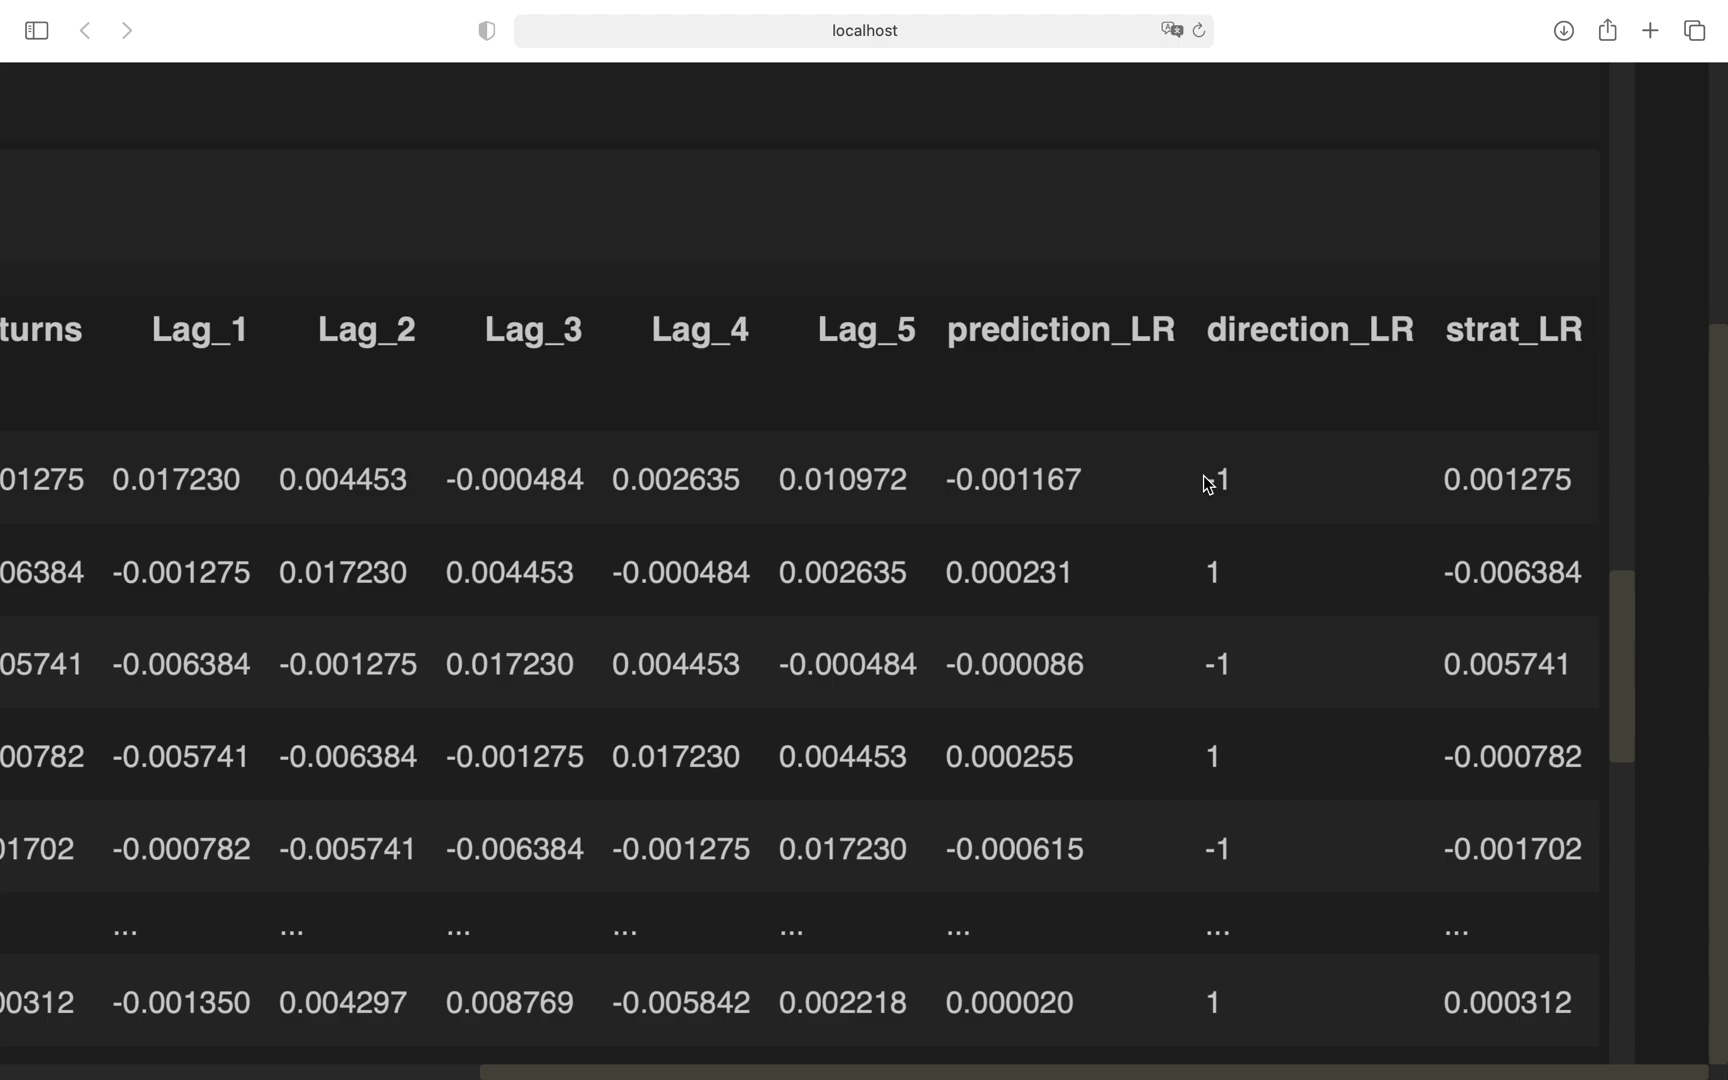 localhost
turns Lag_1 Lag_2 Lag_3 Lag_4 Lag_5 prediction_LR direction_LR strat_LR
01275 0.017230 0.004453 -0.000484 0.002635 0.010972 -0.001167 -1 0.001275
06384 -0.001275 0.017230 0.004453 -0.000484 0.002635 0.000231 1 -0.006384
05741 -0.006384 -0.001275 0.017230 0.004453 -0.000484 -0.000086 -1 0.005741
00782 -0.005741 -0.006384 -0.001275 0.017230 0.004453 0.000255 1 -0.000782
01702 -0.000782 -0.005741 -0.006384 -0.001275 0.017230 -0.000615 -1 -0.001702
... ... ... ... ... ... ... ...
00312 -0.001350 0.004297 0.008769 -0.005842 0.002218 0.000020 1 0.000312